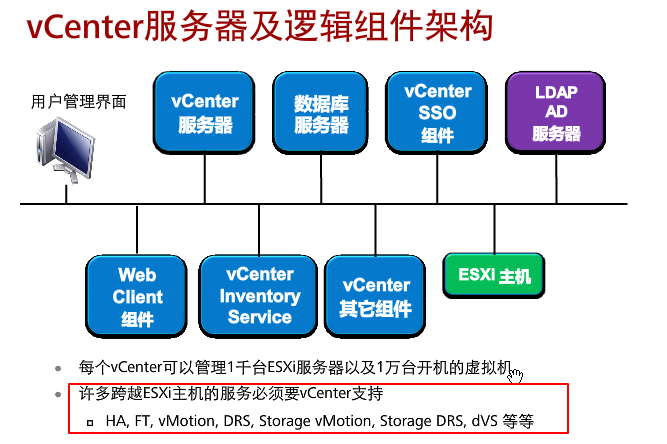 vCenter服务器及逻辑组件架构
用户管理界面
vCenter
服务器
数据库
服务器
vCenter
SSO
组件
LDAP
AD
服务器
Web
Client
组件
vCenter
Inventory
Service
vCenter
其它组件
ESXi 主机
每个vCenter可以管理1千台ESXi服务器以及1万台开机的虚拟机
许多跨越ESXi主机的服务必须要vCenter支持
HA, FT, vMotion, DRS, Storage vMotion, Storage DRS, dVS 等等